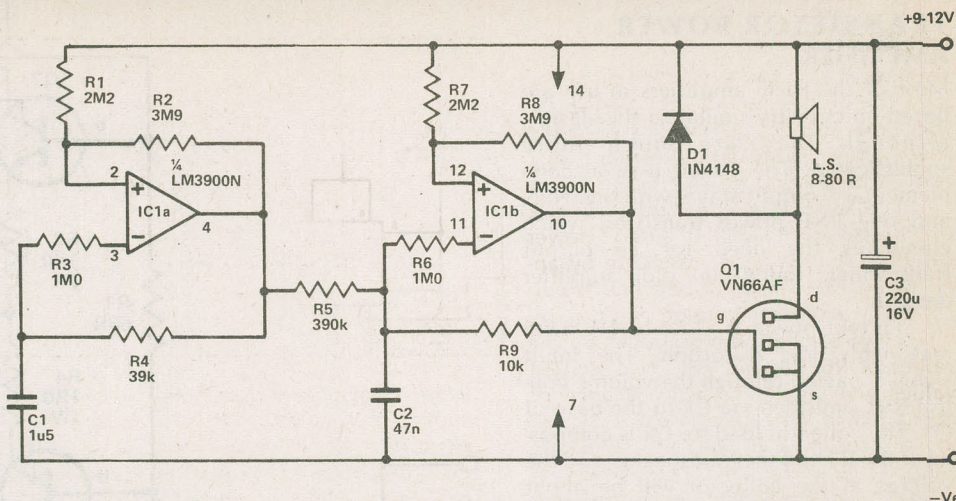 +9-12V
R1
2M2
R2
3M9
¼
LM3900N
2
+
IC1a
−
3
4
R3
1M0
R4
39k
C1
1u5
R5
390k
R7
2M2
R8
3M9
¼
LM3900N
12
+
11
IC1b
−
10
R6
1M0
R9
10k
C2
47n
14
7
D1
IN4148
L.S.
8-80 R
Q1
VN66AF
g
d
s
+
C3
220u
16V
−Ve